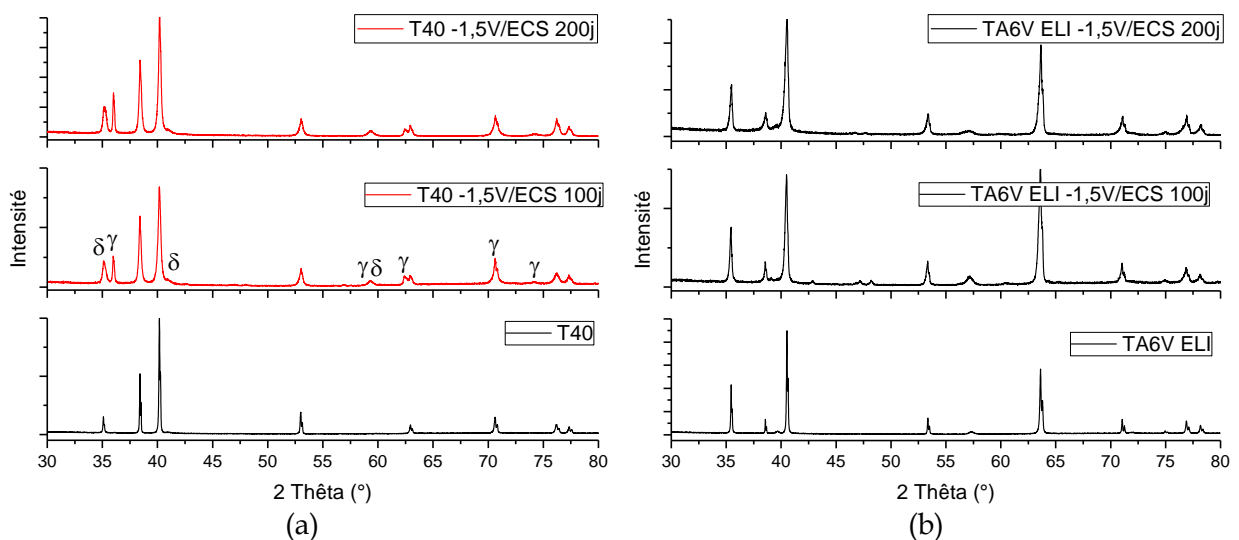 T40 -1,5V/ECS 200j
T40 -1,5V/ECS 100j
δ γ δ γ δ γ γ γ
T40
Intensité
30 35 40 45 50 55 60 65 70 75 80
2 Thêta (°)
(a)
TA6V ELI -1,5V/ECS 200j
TA6V ELI -1,5V/ECS 100j
TA6V ELI
Intensité
30 35 40 45 50 55 60 65 70 75 80
2 Thêta (°)
(b)